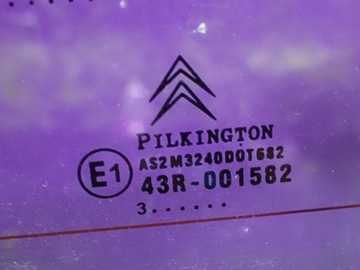 PILKINGTON
AS2M3240DOT682
E1
43R-001582
3......